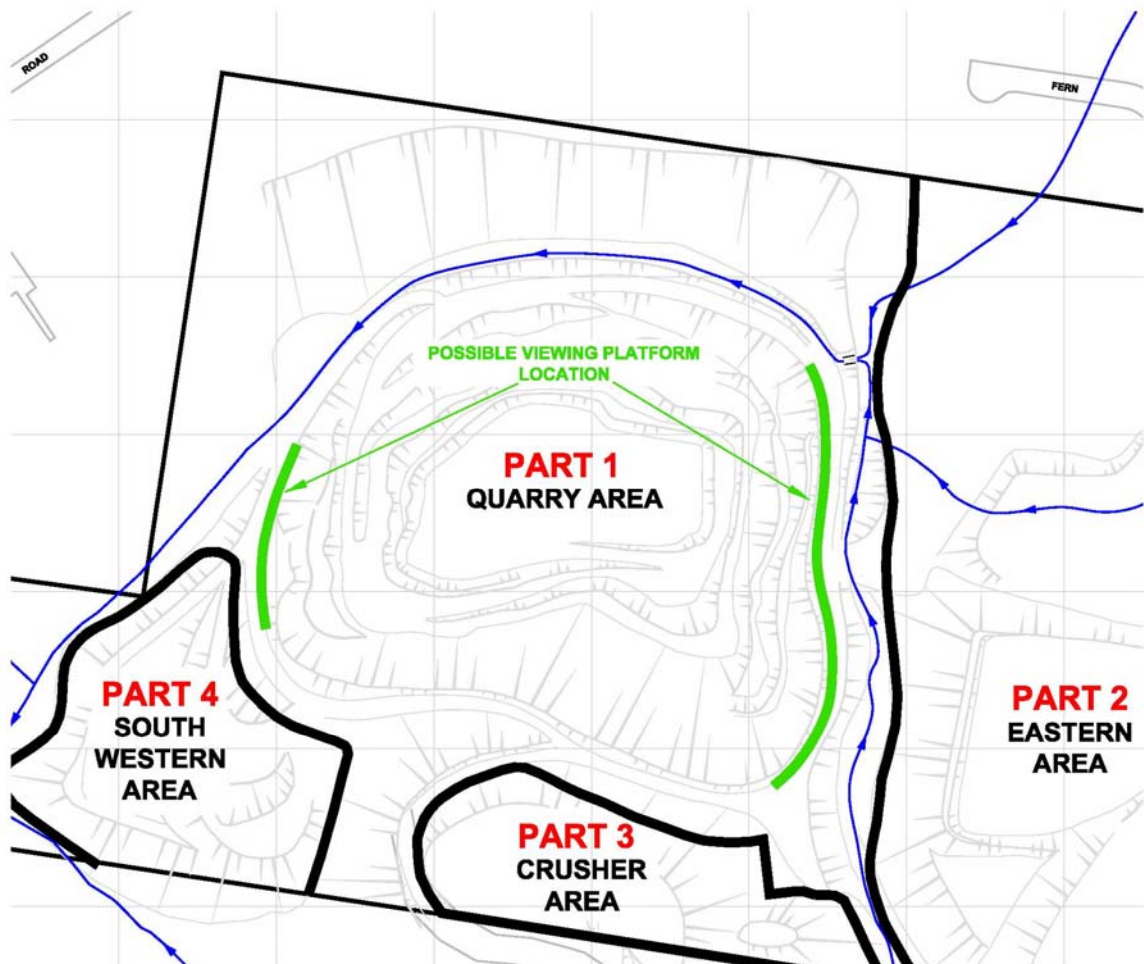 ROAD
FERN
POSSIBLE VIEWING PLATFORM
LOCATION
PART 1
QUARRY AREA
PART 4
SOUTH
WESTERN
AREA
PART 2
EASTERN
AREA
PART 3
CRUSHER
AREA